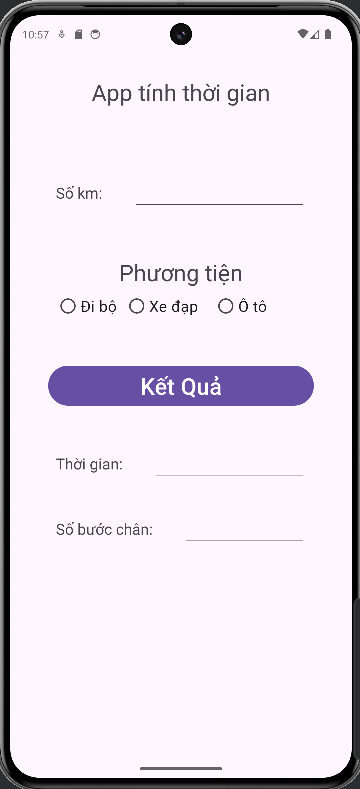 10:57
App tính thời gian
Số km:
Phương tiện
Đi bộ Xe đạp Ô tô
Kết Quả
Thời gian:
Số bước chân: